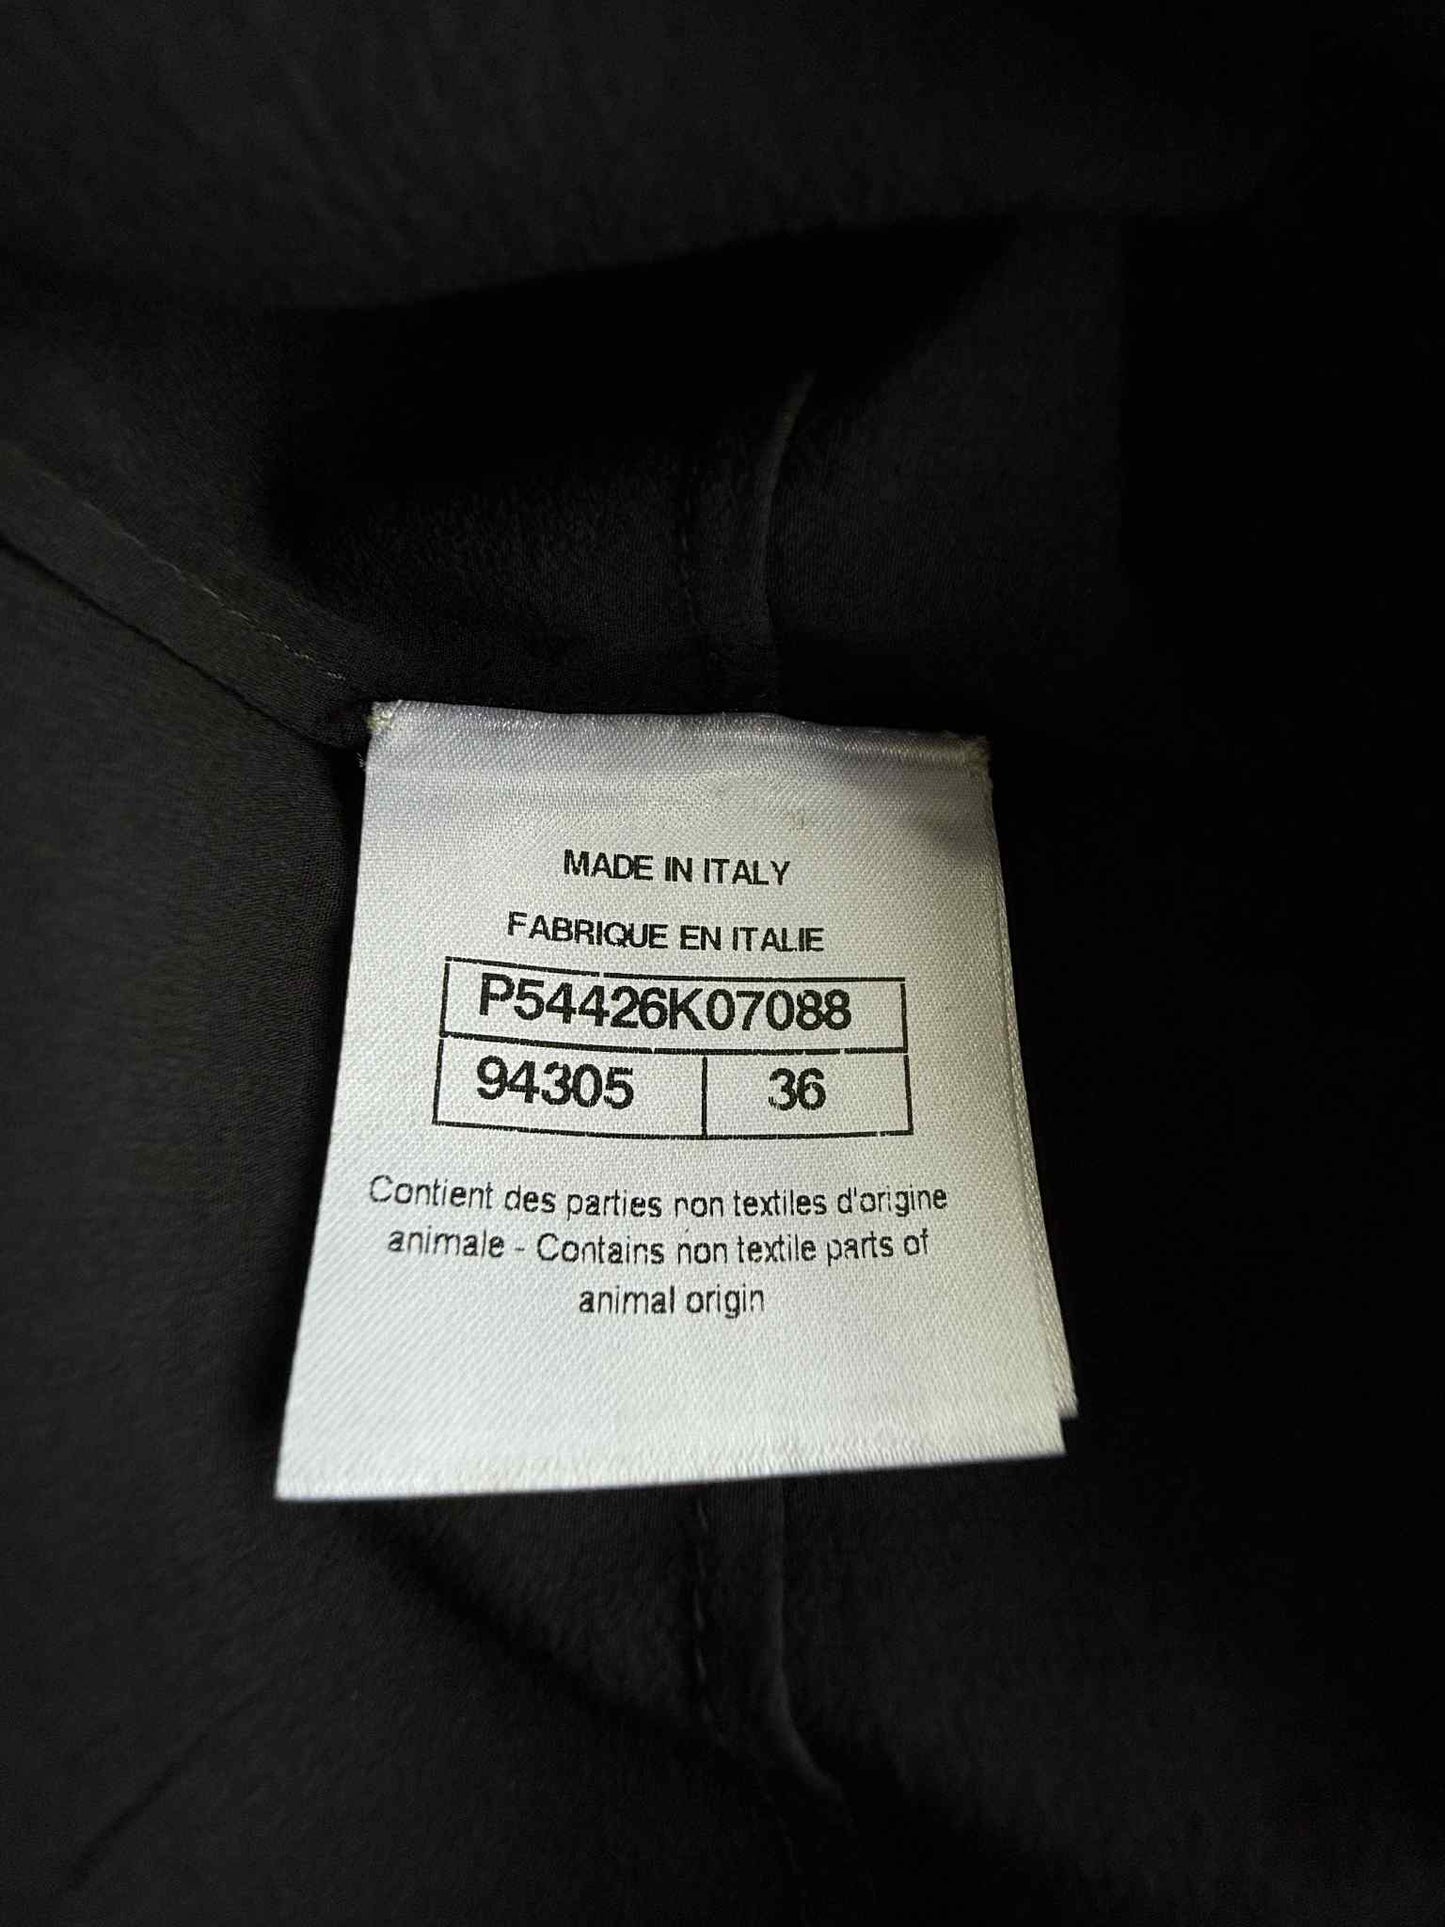 MADE IN ITALY
FABRIQUE EN ITALIE
P54426K07088
94305 36
Contient des parties non textiles d'origine
animale - Contains non textile parts of
animal origin